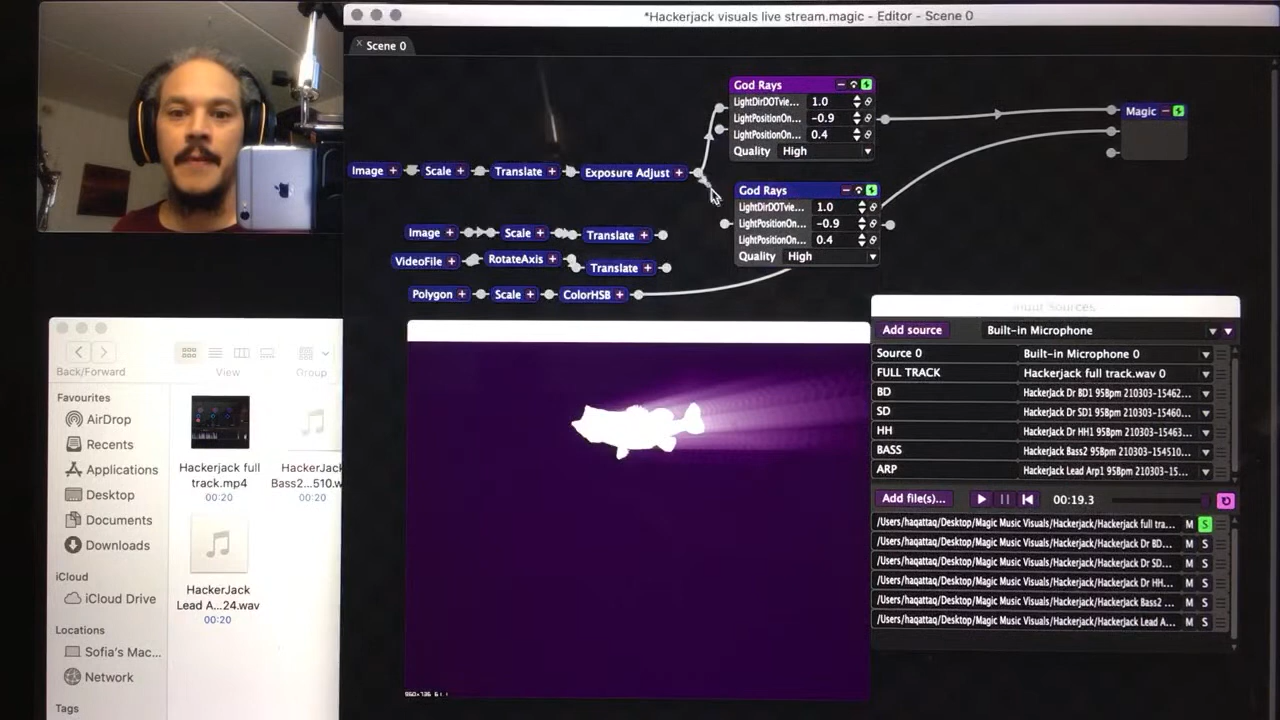 *Hackerjack visuals live stream.magic - Editor - Scene 0
× Scene 0
God Rays
LightDirDOTvie... 1.0
LightPositionOn... -0.9
LightPositionOn... 0.4
Quality High
Magic
Image + Scale + Translate + Exposure Adjust +
God Rays
LightDirDOTvie... 1.0
LightPositionOn... -0.9
LightPositionOn... 0.4
Quality High
Image + Scale + Translate +
VideoFile + RotateAxis + Translate +
Polygon + Scale + ColorHSB +
Input Sources
Add source Built-in Microphone
Source 0 Built-in Microphone 0
FULL TRACK Hackerjack full track.wav 0
BD HackerJack Dr BD1 95Bpm 210303-15462...
SD HackerJack Dr SD1 95Bpm 210303-15460...
HH HackerJack Dr HH1 95Bpm 210303-15463...
BASS HackerJack Bass2 95Bpm 210303-154510...
ARP HackerJack Lead Arp1 95Bpm 210303-15...
Add file(s)... 00:19.3
/Users/haqattaq/Desktop/Magic Music Visuals/Hackerjack/Hackerjack full tra... M S
/Users/haqattaq/Desktop/Magic Music Visuals/Hackerjack/HackerJack Dr BD... M S
/Users/haqattaq/Desktop/Magic Music Visuals/Hackerjack/HackerJack Dr SD... M S
/Users/haqattaq/Desktop/Magic Music Visuals/Hackerjack/HackerJack Dr HH... M S
/Users/haqattaq/Desktop/Magic Music Visuals/Hackerjack/HackerJack Bass2 ... M S
/Users/haqattaq/Desktop/Magic Music Visuals/Hackerjack/HackerJack Lead A... M S
Back/Forward View Group
Favourites
AirDrop
Recents
Applications
Desktop
Documents
Downloads
iCloud
iCloud Drive
Locations
Sofia's Mac...
Network
Tags
Hackerjack full
track.mp4
00:20
HackerJac
Bass2...510.w
00:20
HackerJack
Lead A...24.wav
00:20